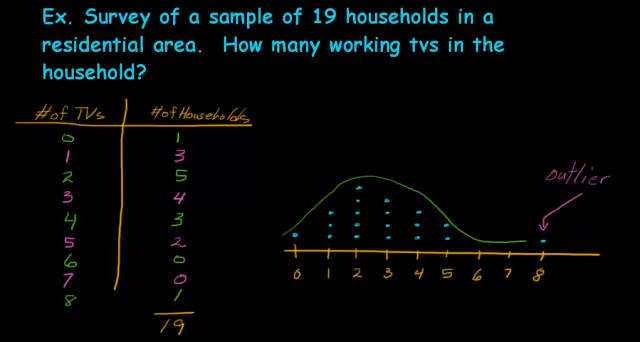 Ex. Survey of a sample of 19 households in a
residential area. How many working tvs in the
household?
# of TVs # of Households
0 1
1 3
2 5
3 4
4 3
5 2
6 0
7 0
8 1
19
outlier
0 1 2 3 4 5 6 7 8